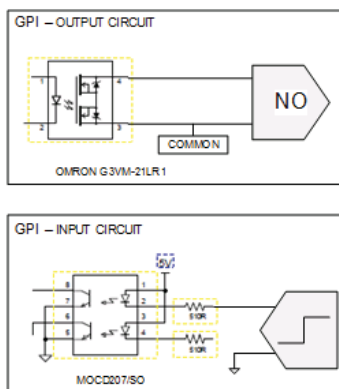 GPI – OUTPUT CIRCUIT
1
4
2
3
NO
COMMON
OMRON G3VM-21LR1
GPI – INPUT CIRCUIT
5V
8
1
7
2
510R
6
3
5
4
510R
MOCD207/SO